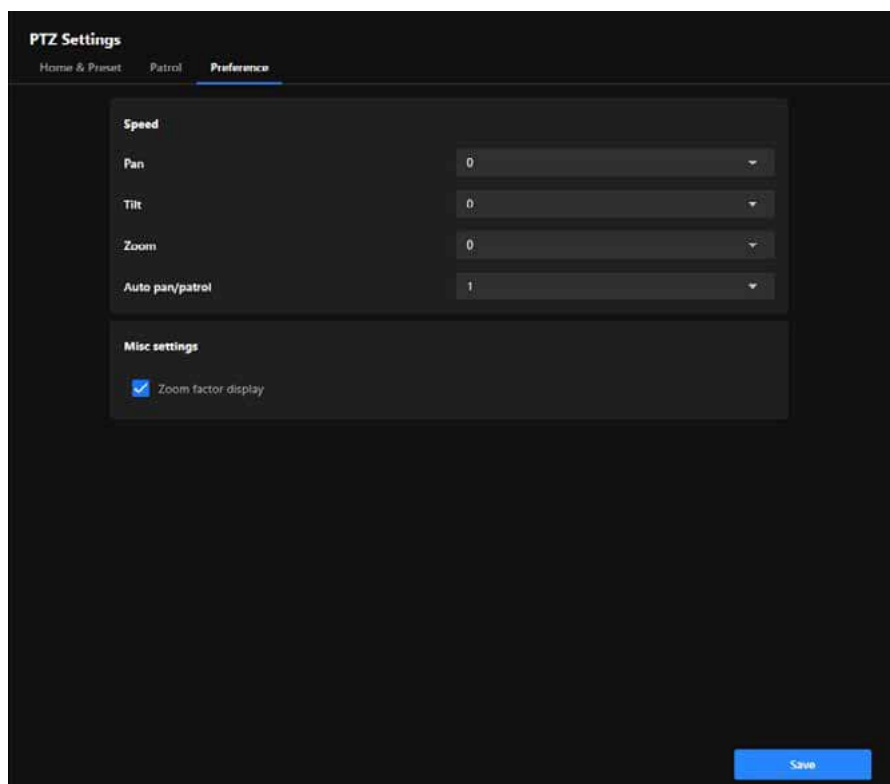 PTZ Settings
Home & Preset Patrol Preference
Speed
Pan 0
Tilt 0
Zoom 0
Auto pan/patrol 1
Misc settings
Zoom factor display
Save